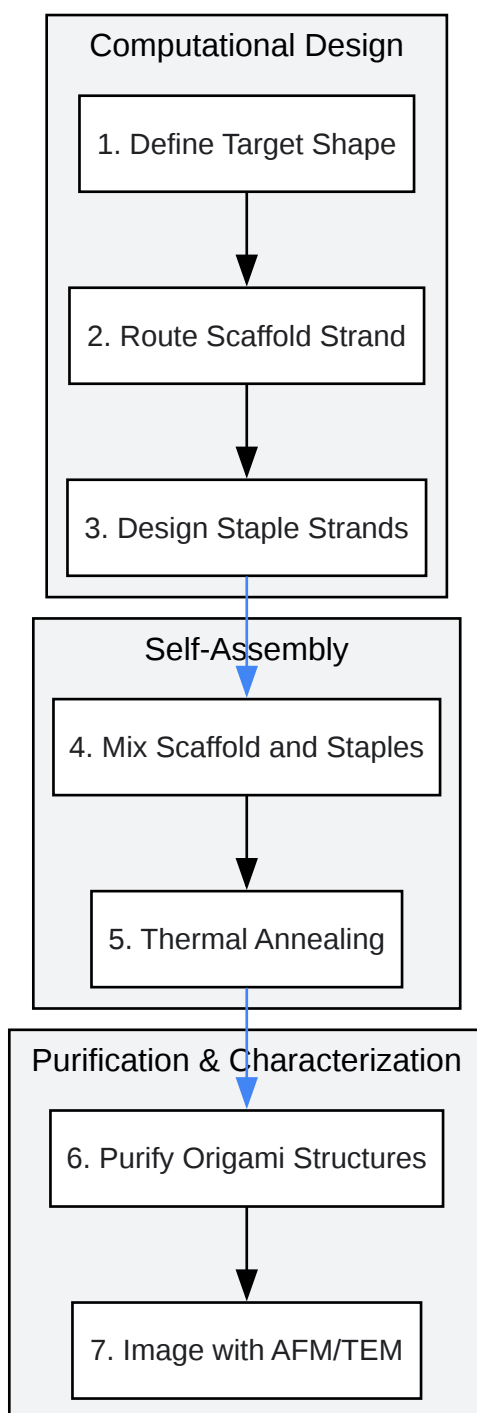 Computational Design
1. Define Target Shape
2. Route Scaffold Strand
3. Design Staple Strands
Self-Assembly
4. Mix Scaffold and Staples
5. Thermal Annealing
Purification & Characterization
6. Purify Origami Structures
7. Image with AFM/TEM